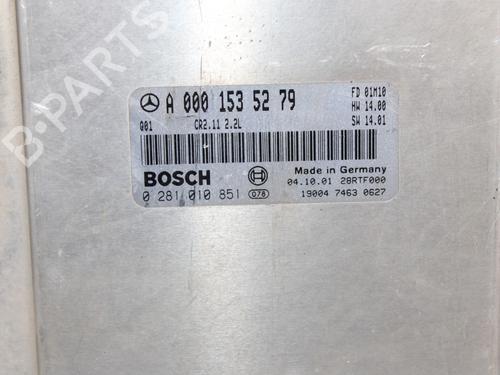 A 000 153 52 79
FD 01M10
HW 14.00
Q01 CR2.11 2.2L
SW 14.01
BOSCH
Made in Germany
04.10.01 28RTF000
0 281 010 851 078
19004 7463 0627
B-PARTS